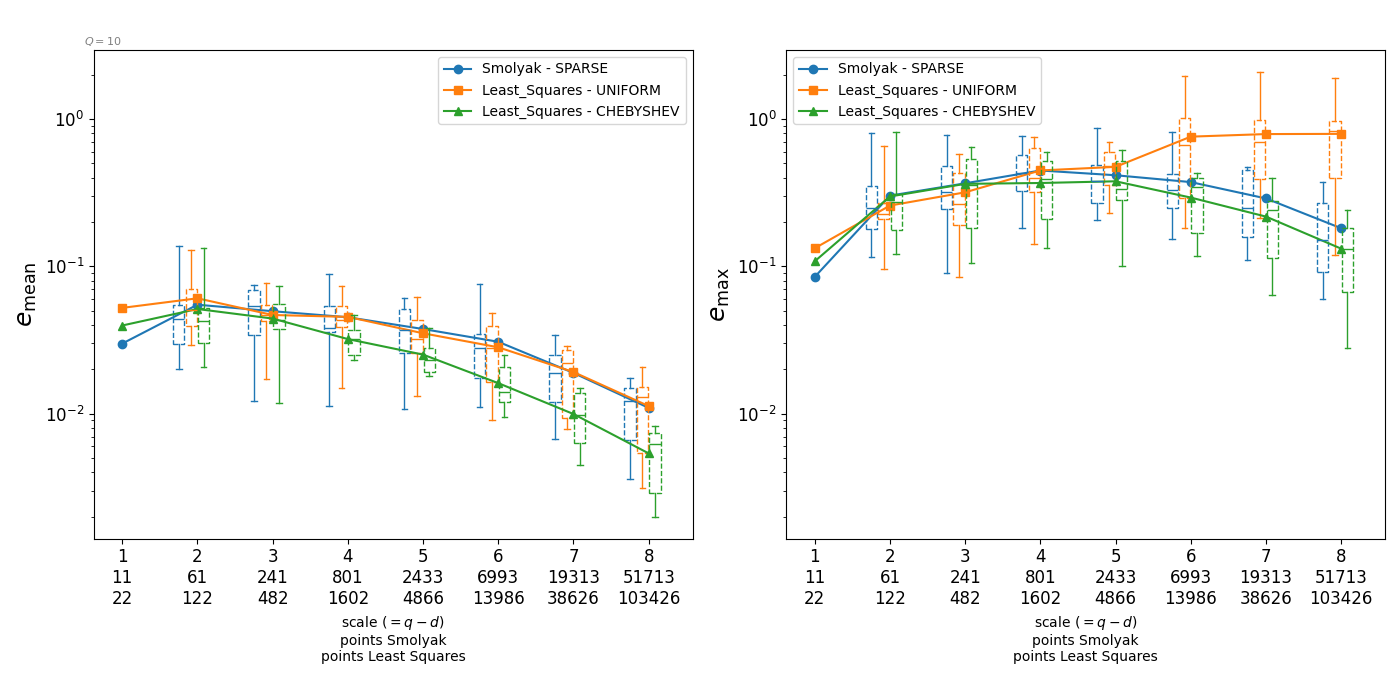 Q = 10
Smolyak - SPARSE
Least_Squares - UNIFORM
Least_Squares - CHEBYSHEV
10⁰
10⁻¹
10⁻²
e_mean
1 2 3 4 5 6 7 8
11 61 241 801 2433 6993 19313 51713
22 122 482 1602 4866 13986 38626 103426
scale (= q − d)
points Smolyak
points Least Squares
Smolyak - SPARSE
Least_Squares - UNIFORM
Least_Squares - CHEBYSHEV
10⁰
10⁻¹
10⁻²
e_max
1 2 3 4 5 6 7 8
11 61 241 801 2433 6993 19313 51713
22 122 482 1602 4866 13986 38626 103426
scale (= q − d)
points Smolyak
points Least Squares